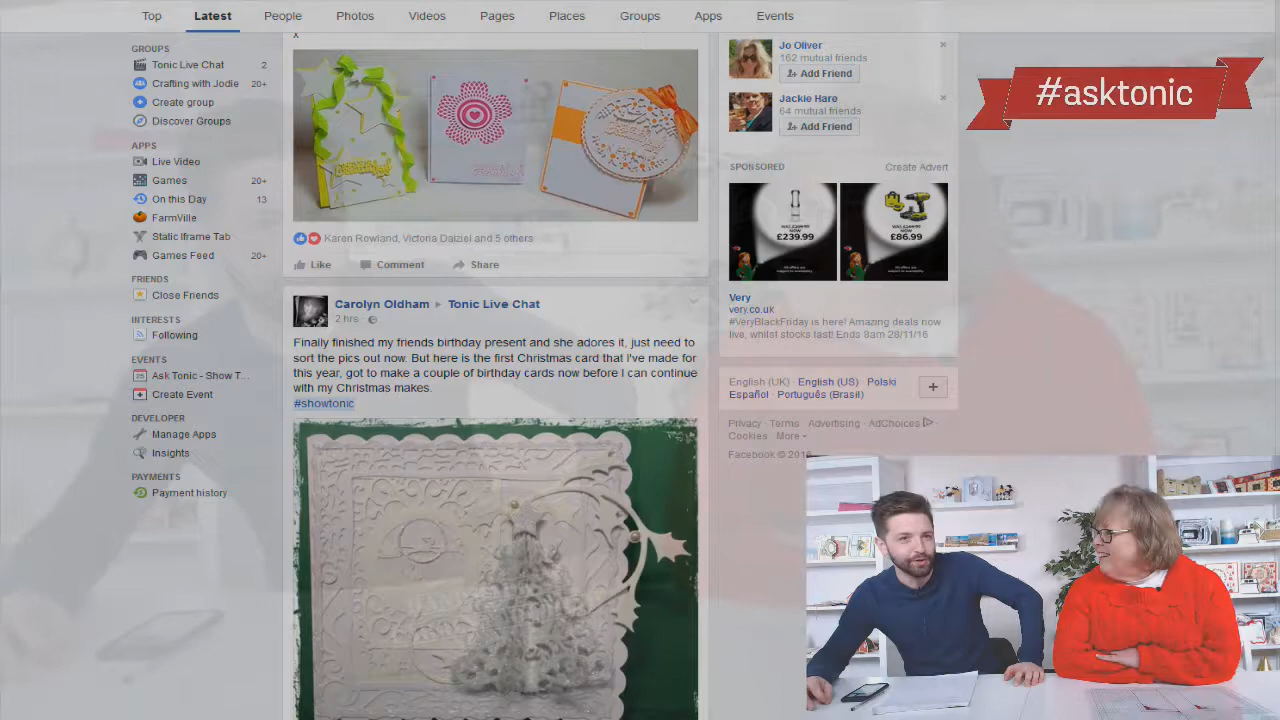 Top Latest People Photos Videos Pages Places Groups Apps Events
GROUPS
Tonic Live Chat 2
Crafting with Jodie 20+
Create group
Discover Groups
APPS
Live Video
Games 20+
On this Day 13
FarmVille
Static Iframe Tab
Games Feed 20+
FRIENDS
Close Friends
INTERESTS
Following
EVENTS
Ask Tonic - Show T...
Create Event
DEVELOPER
Manage Apps
Insights
PAYMENTS
Payment history
x
Karen Rowland, Victoria Dalziel and 5 others
Like Comment Share
Carolyn Oldham ▸ Tonic Live Chat
2 hrs
Finally finished my friends birthday present and she adores it, just need to
sort the pics out now. But here is the first Christmas card that I've made for
this year, got to make a couple of birthday cards now before I can continue
with my Christmas makes.
#showtonic
Jo Oliver
162 mutual friends
Add Friend
Jackie Hare
64 mutual friends
Add Friend
SPONSORED Create Advert
NOW
£239.99
NOW
£86.99
Very
very.co.uk
#VeryBlackFriday is here! Amazing deals now
live, whilst stocks last! Ends 8am 28/11/16
English (UK) · English (US) · Polski
Español · Português (Brasil)
Privacy · Terms · Advertising · AdChoices ·
Cookies · More
Facebook © 2016
#asktonic